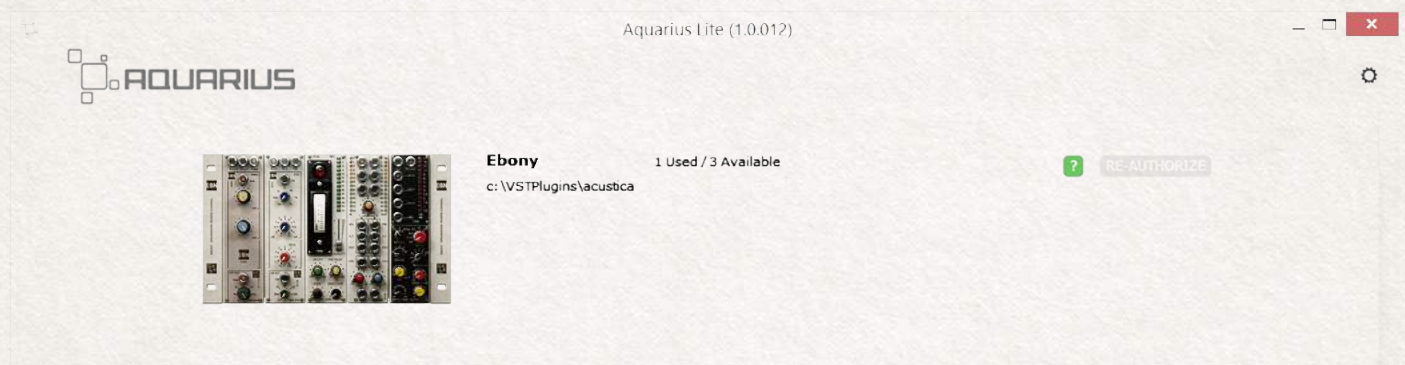 Aquarius Lite (1.0.012)
AQUARIUS
Ebony 1 Used / 3 Available
? RE-AUTHORIZE
c:\VSTPlugins\acustica